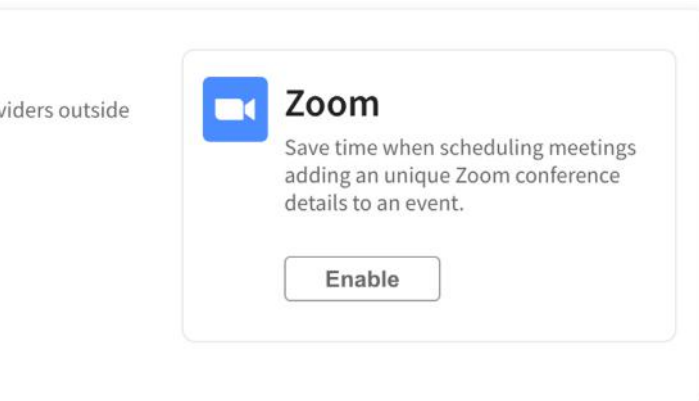 viders outside
Zoom
Save time when scheduling meetings
adding an unique Zoom conference
details to an event.
Enable